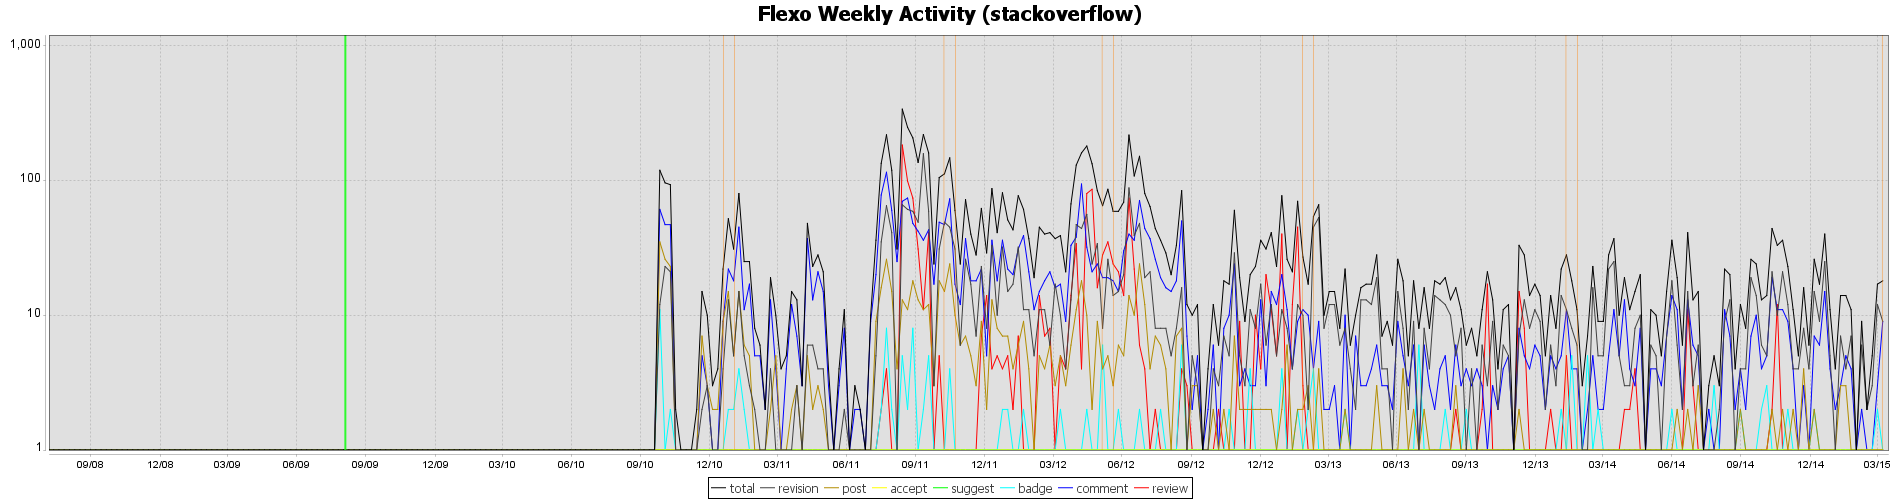 Flexo Weekly Activity (stackoverflow)
1,000
100
10
1
09/08 12/08 03/09 06/09 09/09 12/09 03/10 06/10 09/10 12/10 03/11 06/11 09/11 12/11 03/12 06/12 09/12 12/12 03/13 06/13 09/13 12/13 03/14 06/14 09/14 12/14 03/15
total revision post accept suggest badge comment review